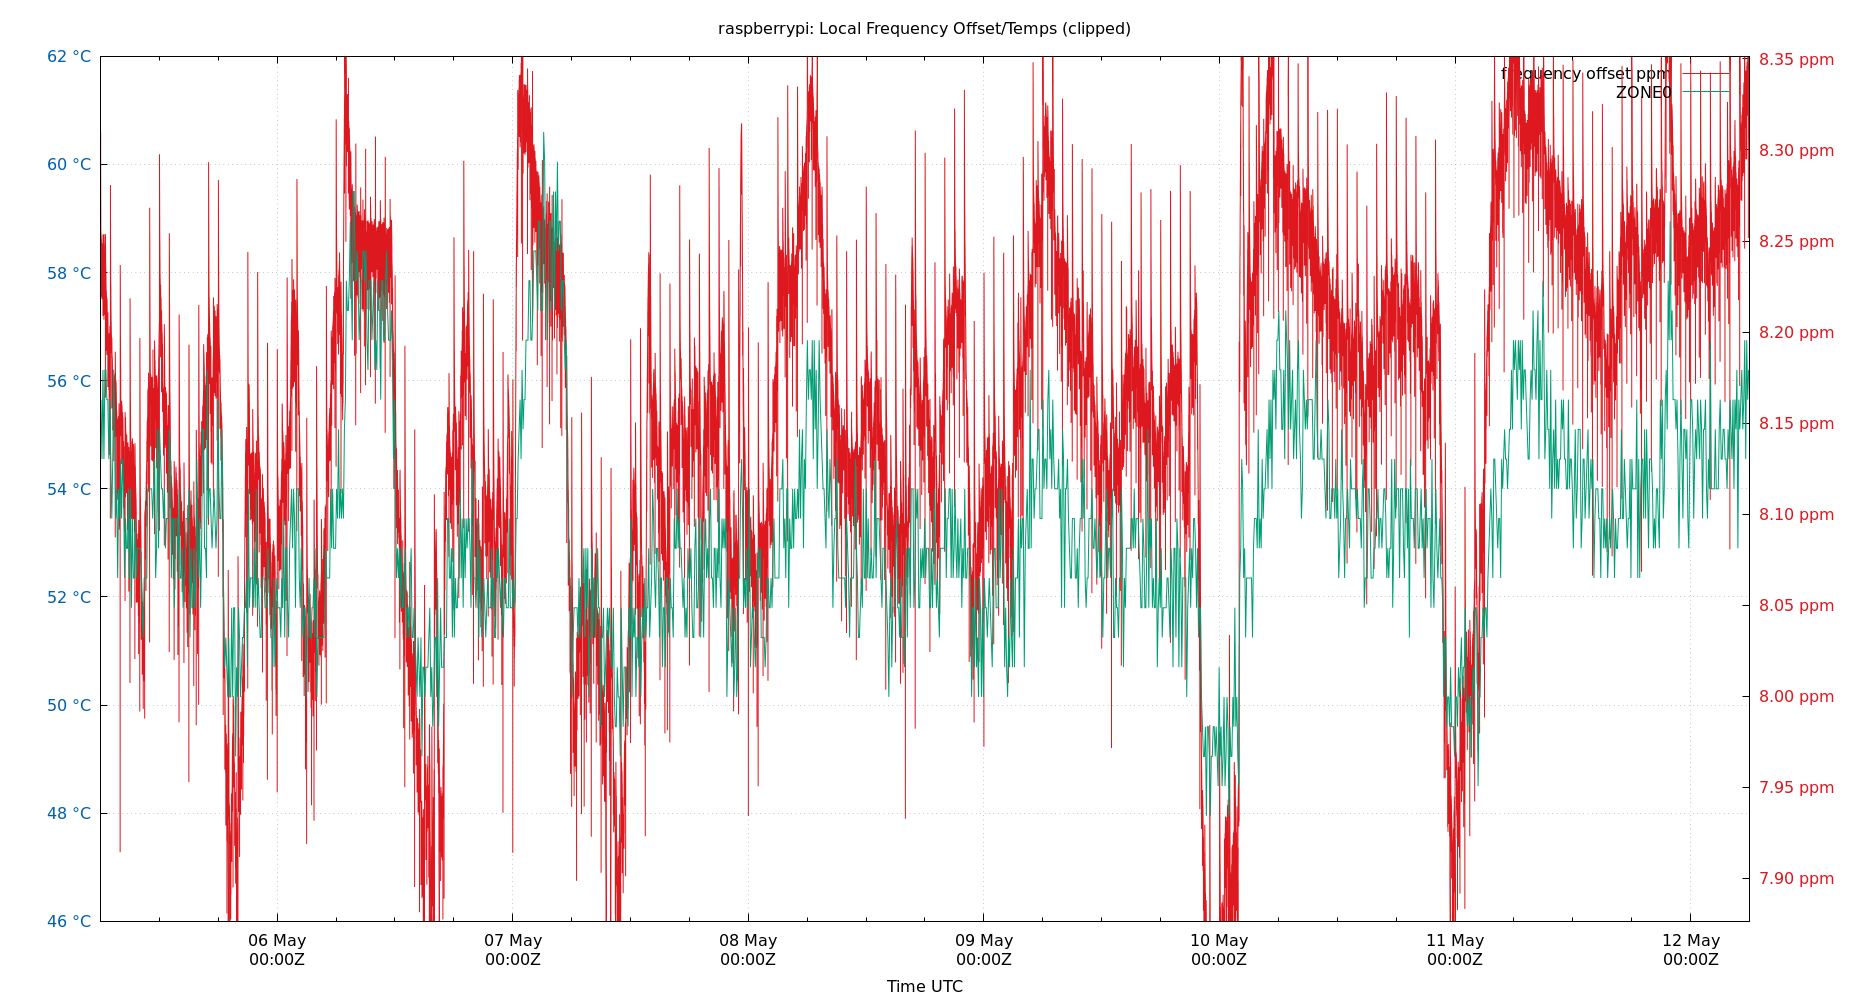 raspberrypi: Local Frequency Offset/Temps (clipped)
62 °C
60 °C
58 °C
56 °C
54 °C
52 °C
50 °C
48 °C
46 °C
8.35 ppm
8.30 ppm
8.25 ppm
8.20 ppm
8.15 ppm
8.10 ppm
8.05 ppm
8.00 ppm
7.95 ppm
7.90 ppm
frequency offset ppm
ZONE0
06 May 07 May 08 May 09 May 10 May 11 May 12 May
00:00Z 00:00Z 00:00Z 00:00Z 00:00Z 00:00Z 00:00Z
Time UTC